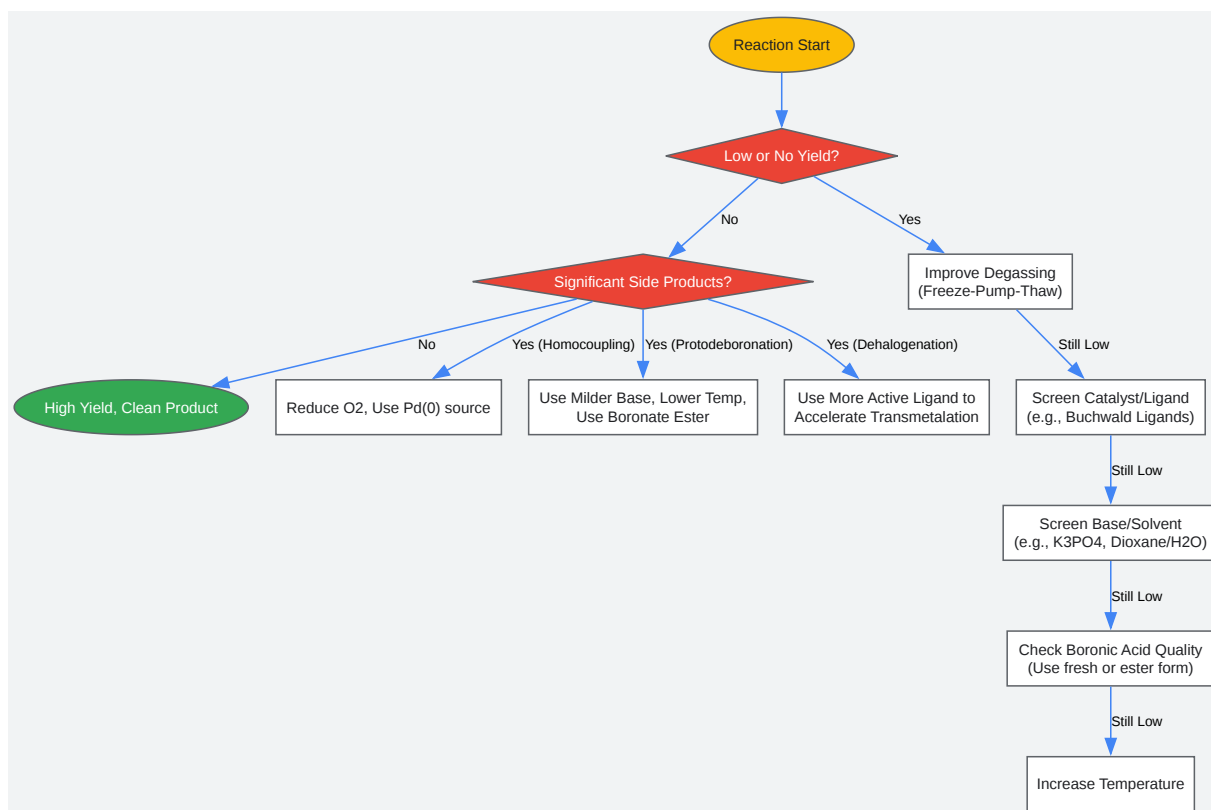 Reaction Start
Low or No Yield?
No
Yes
Significant Side Products?
Improve Degassing
(Freeze-Pump-Thaw)
No
Yes (Homocoupling)
Yes (Protodeboronation)
Yes (Dehalogenation)
Still Low
High Yield, Clean Product
Reduce O2, Use Pd(0) source
Use Milder Base, Lower Temp,
Use Boronate Ester
Use More Active Ligand to
Accelerate Transmetalation
Screen Catalyst/Ligand
(e.g., Buchwald Ligands)
Still Low
Screen Base/Solvent
(e.g., K3PO4, Dioxane/H2O)
Still Low
Check Boronic Acid Quality
(Use fresh or ester form)
Still Low
Increase Temperature